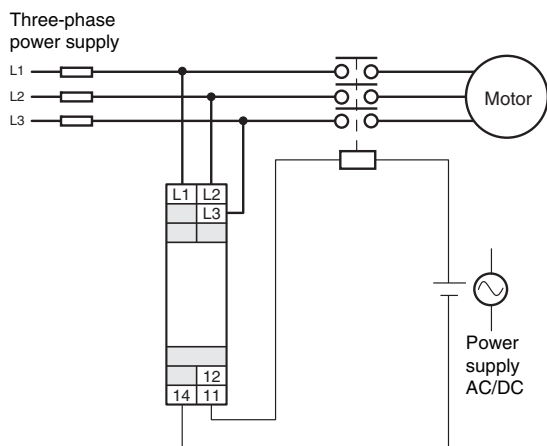 Three-phase
power supply
L1
L2
L3
Motor
L1 L2
L3
12
14 11
Power
supply
AC/DC